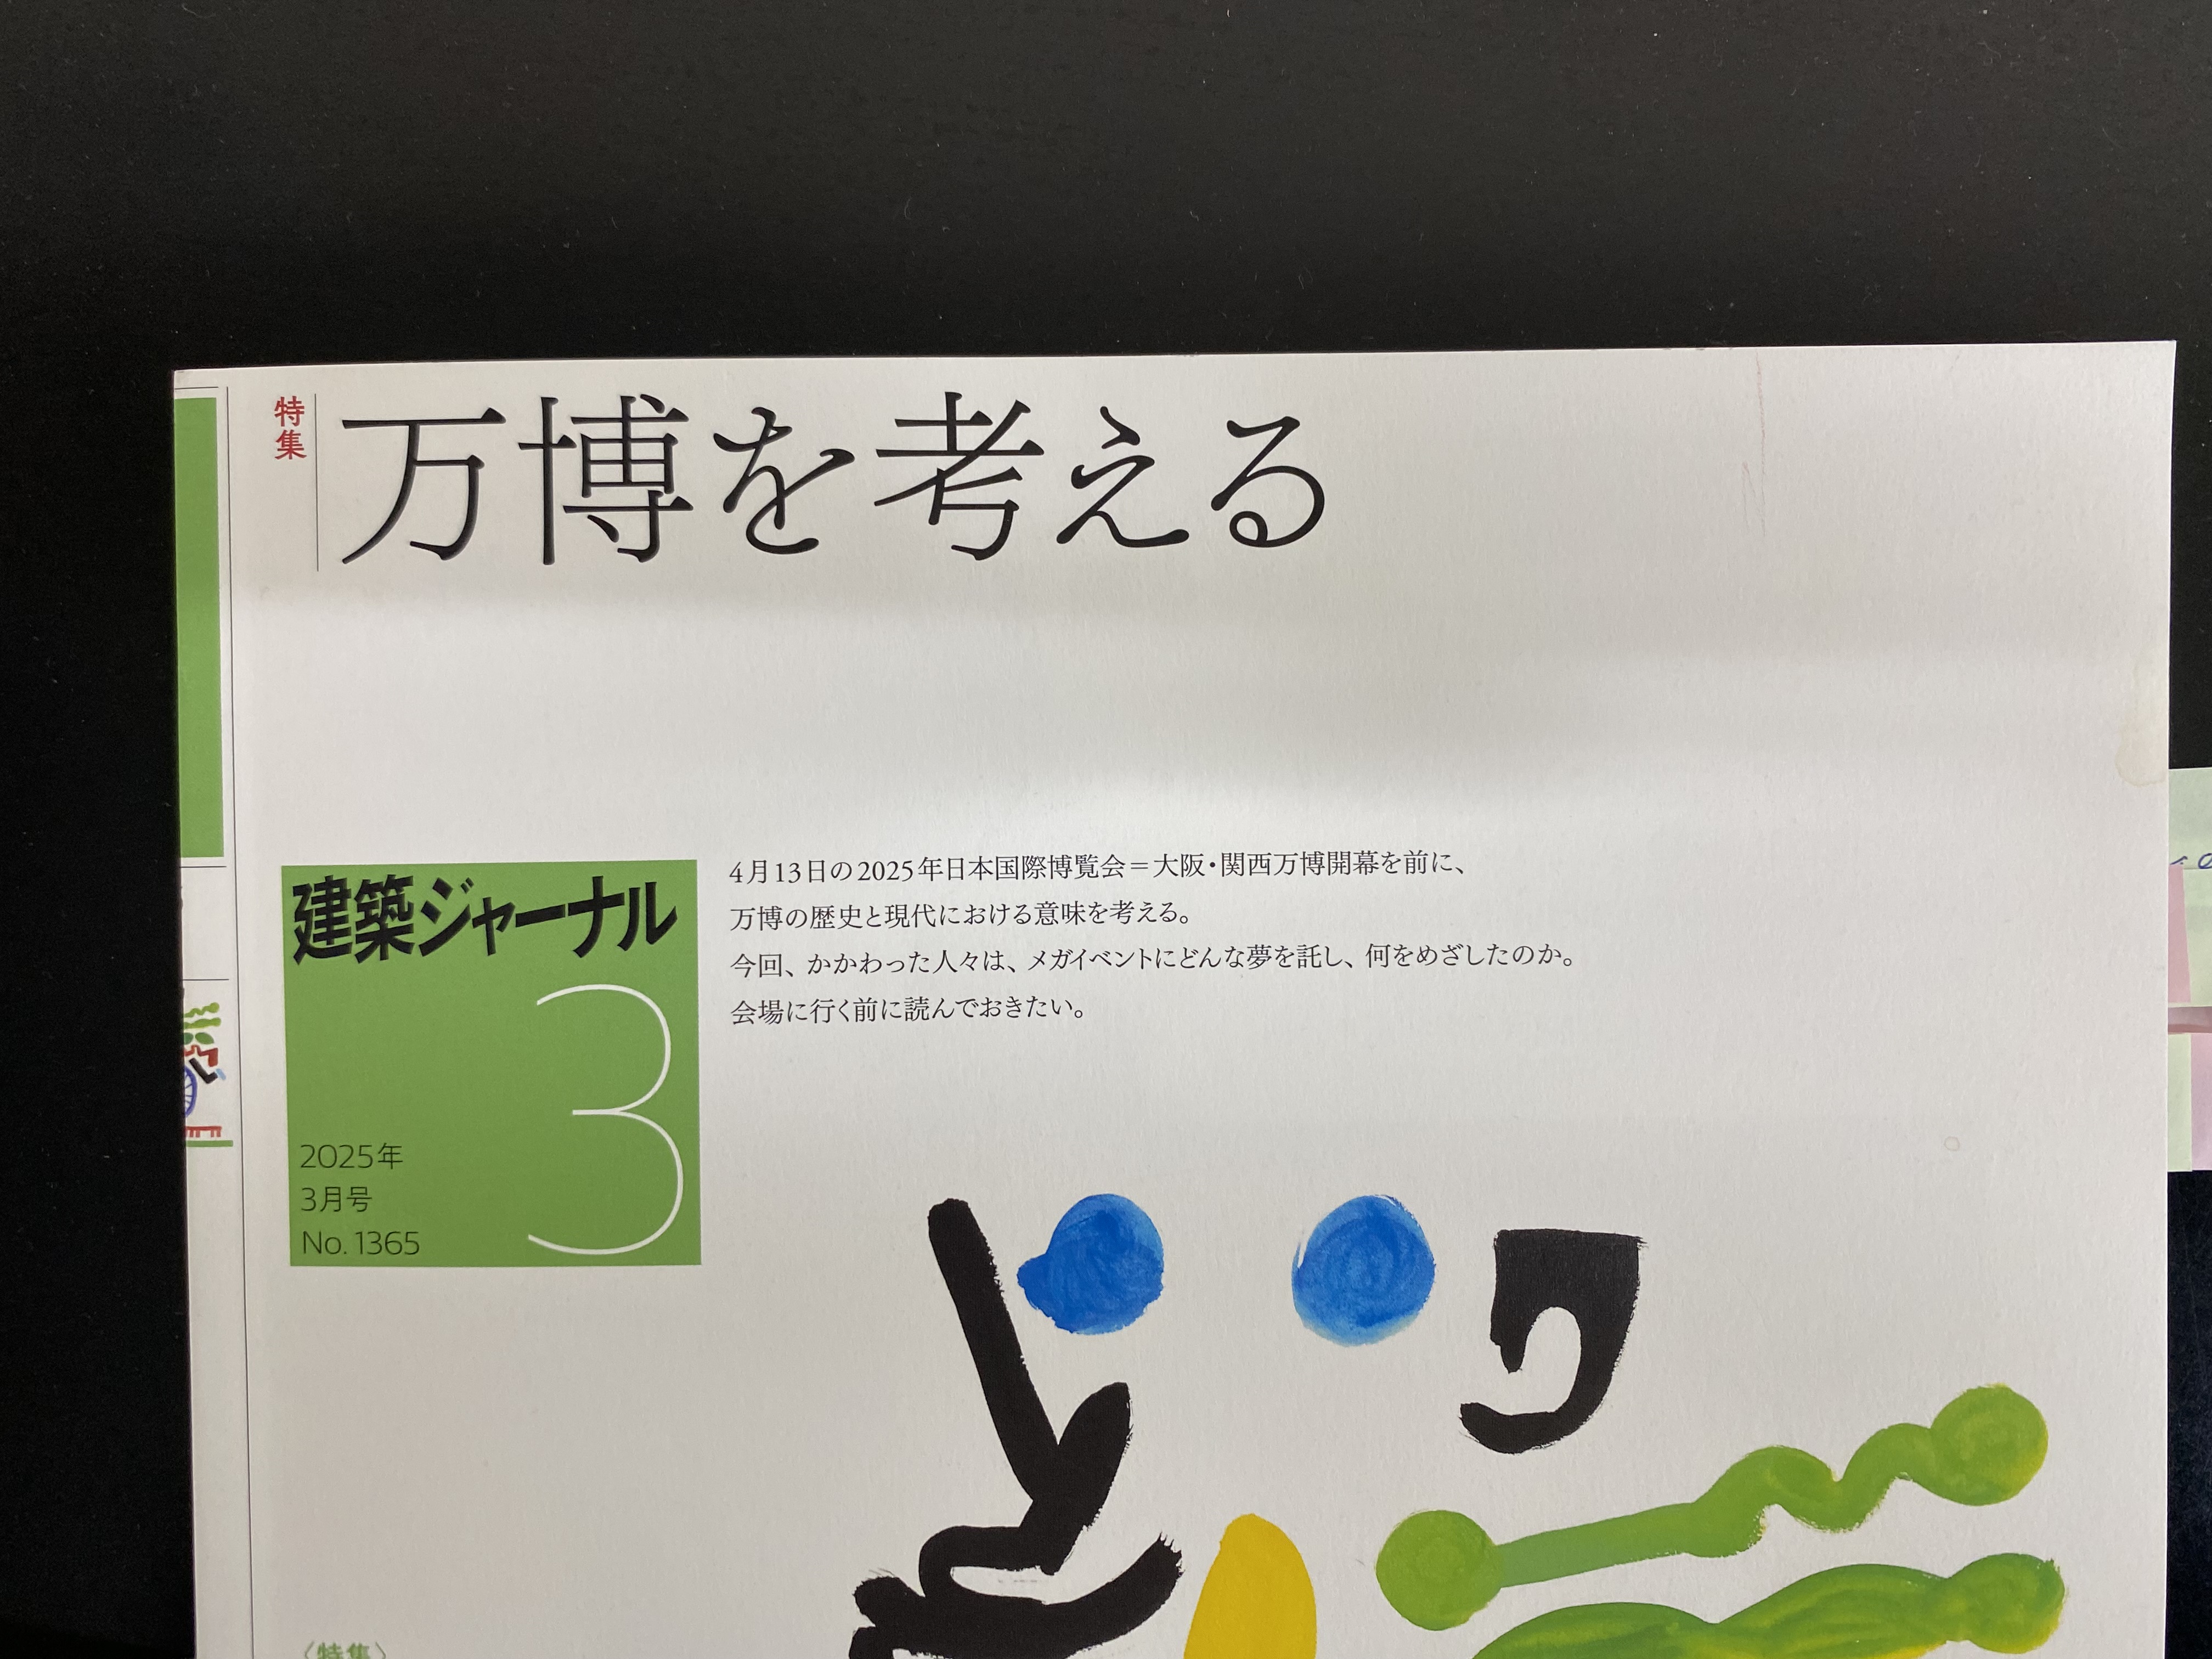 特集
万博を考える
建築ジャーナル
3
2025年
3月号
No. 1365
4月13日の2025年日本国際博覧会＝大阪・関西万博開幕を前に、
万博の歴史と現代における意味を考える。
今回、かかわった人々は、メガイベントにどんな夢を託し、何をめざしたのか。
会場に行く前に読んでおきたい。
〈特集〉